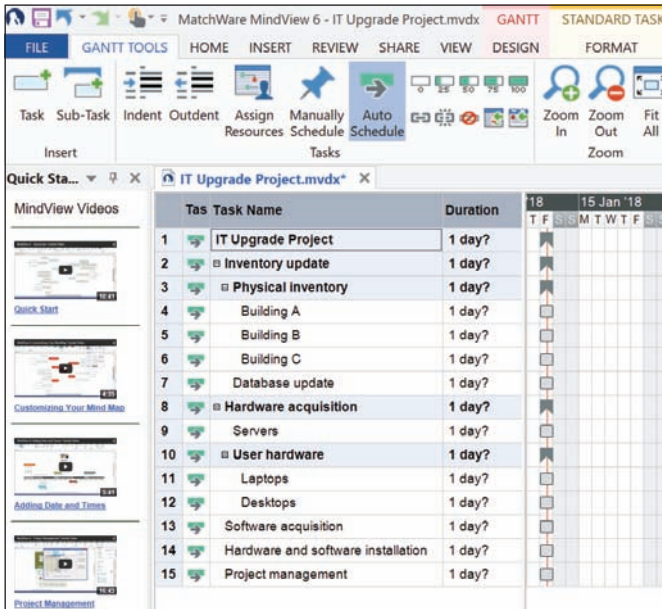 MatchWare MindView 6 - IT Upgrade Project.mvdx GANTT STANDARD TASK
FILE GANTT TOOLS HOME INSERT REVIEW SHARE VIEW DESIGN FORMAT
0 25 50 75 100
Task Sub-Task Indent Outdent Assign Resources Manually Schedule Auto Schedule Zoom In Zoom Out Fit All
Insert Tasks Zoom
Quick Sta... IT Upgrade Project.mvdx*
MindView Videos
Quick Start
Customizing Your Mind Map
Adding Date and Times
Project Management
'18 15 Jan '18
Tas Task Name Duration T F S S M T W T F S
1 IT Upgrade Project 1 day?
2 Inventory update 1 day?
3 Physical inventory 1 day?
4 Building A 1 day?
5 Building B 1 day?
6 Building C 1 day?
7 Database update 1 day?
8 Hardware acquisition 1 day?
9 Servers 1 day?
10 User hardware 1 day?
11 Laptops 1 day?
12 Desktops 1 day?
13 Software acquisition 1 day?
14 Hardware and software installation 1 day?
15 Project management 1 day?